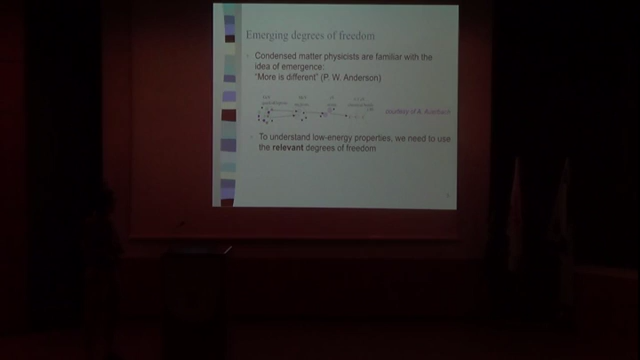 Emerging degrees of freedom
Condensed matter physicists are familiar with the
idea of emergence:
“More is different” (P. W. Anderson)
To understand low-energy properties, we need to use
the relevant degrees of freedom